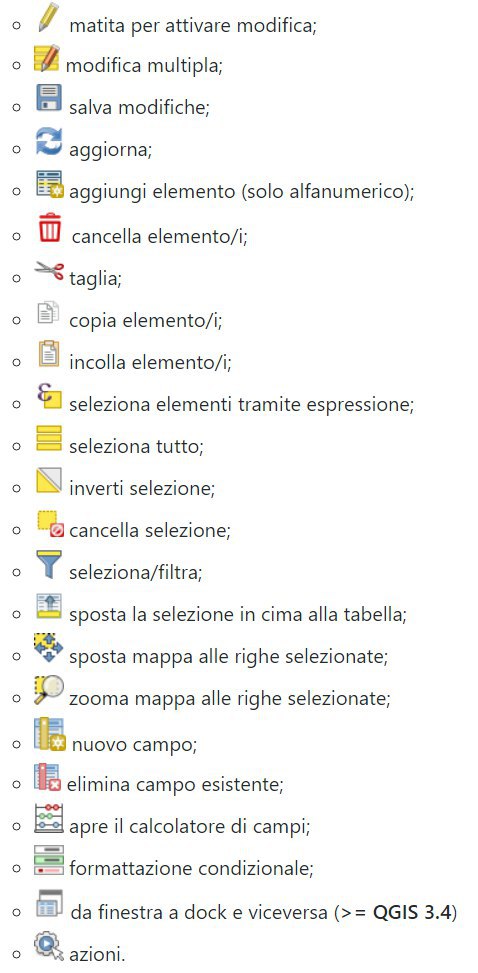 matita per attivare modifica;
modifica multipla;
salva modifiche;
aggiorna;
aggiungi elemento (solo alfanumerico);
cancella elemento/i;
taglia;
copia elemento/i;
incolla elemento/i;
seleziona elementi tramite espressione;
seleziona tutto;
inverti selezione;
cancella selezione;
seleziona/filtra;
sposta la selezione in cima alla tabella;
sposta mappa alle righe selezionate;
zooma mappa alle righe selezionate;
nuovo campo;
elimina campo esistente;
apre il calcolatore di campi;
formattazione condizionale;
da finestra a dock e viceversa (>= QGIS 3.4)
azioni.